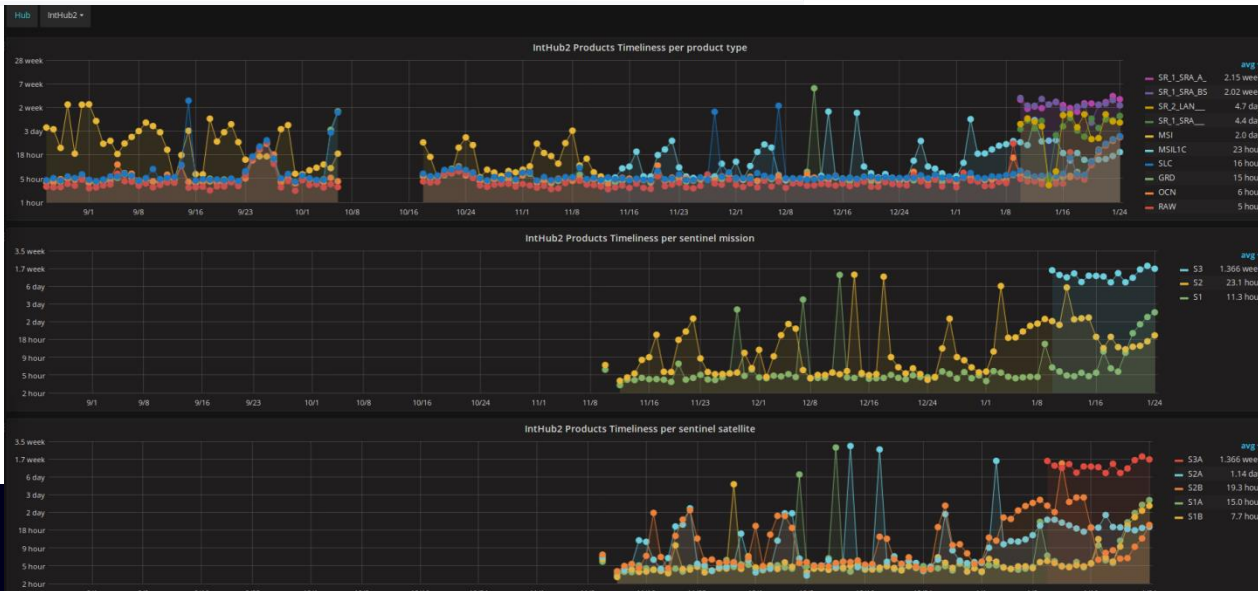 Hub IntHub2
IntHub2 Products Timeliness per product type
28 week
7 week
2 week
3 day
18 hour
5 hour
1 hour
9/1 9/8 9/16 9/23 10/1 10/8 10/16 10/24 11/1 11/8 11/16 11/23 12/1 12/8 12/16 12/24 1/1 1/8 1/16 1/24
avg
SR_1_SRA_A_ 2.15 wee
SR_1_SRA_BS 2.02 wee
SR_2_LAN___ 4.7 da
SR_1_SRA___ 4.4 da
MSI 2.0 da
MSIL1C 23 hou
SLC 16 hou
GRD 15 hou
OCN 6 hou
RAW 5 hou
IntHub2 Products Timeliness per sentinel mission
3.5 week
1.7 week
6 day
3 day
2 day
18 hour
9 hour
5 hour
2 hour
9/1 9/8 9/16 9/23 10/1 10/8 10/16 10/24 11/1 11/8 11/16 11/23 12/1 12/8 12/16 12/24 1/1 1/8 1/16 1/24
avg
S3 1.366 wee
S2 23.1 hou
S1 11.3 hou
IntHub2 Products Timeliness per sentinel satellite
3.5 week
1.7 week
6 day
3 day
2 day
18 hour
9 hour
5 hour
2 hour
avg
S3A 1.366 wee
S2A 1.14 da
S2B 19.3 hou
S1A 15.0 hou
S1B 7.7 hou